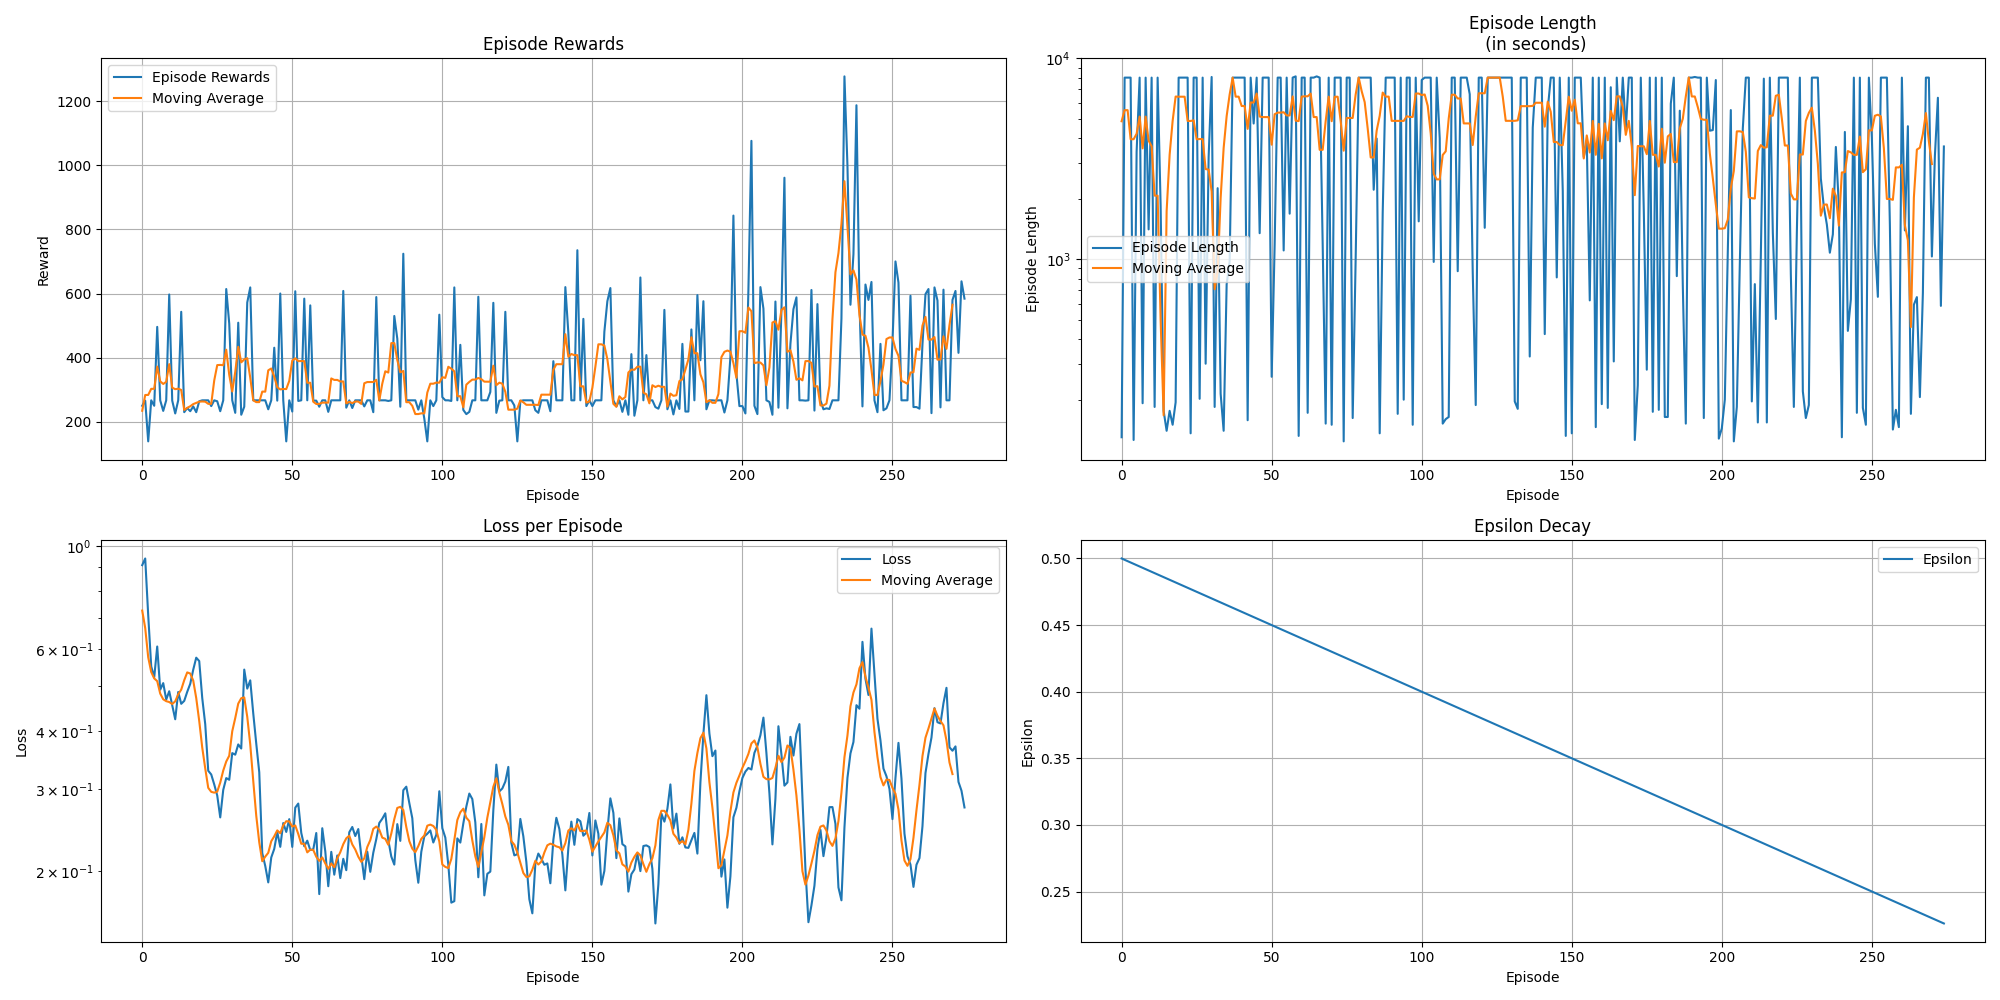 Episode Rewards
Episode Rewards
Moving Average
1200
1000
800
600
400
200
Reward
0
50
100
150
200
250
Episode
Episode Length
(in seconds)
10^4
10^3
Episode Length
Episode Length
Moving Average
0
50
100
150
200
250
Episode
Loss per Episode
Loss
Moving Average
10^0
6 × 10^-1
4 × 10^-1
3 × 10^-1
2 × 10^-1
Loss
0
50
100
150
200
250
Episode
Epsilon Decay
Epsilon
0.50
0.45
0.40
0.35
0.30
0.25
Epsilon
0
50
100
150
200
250
Episode